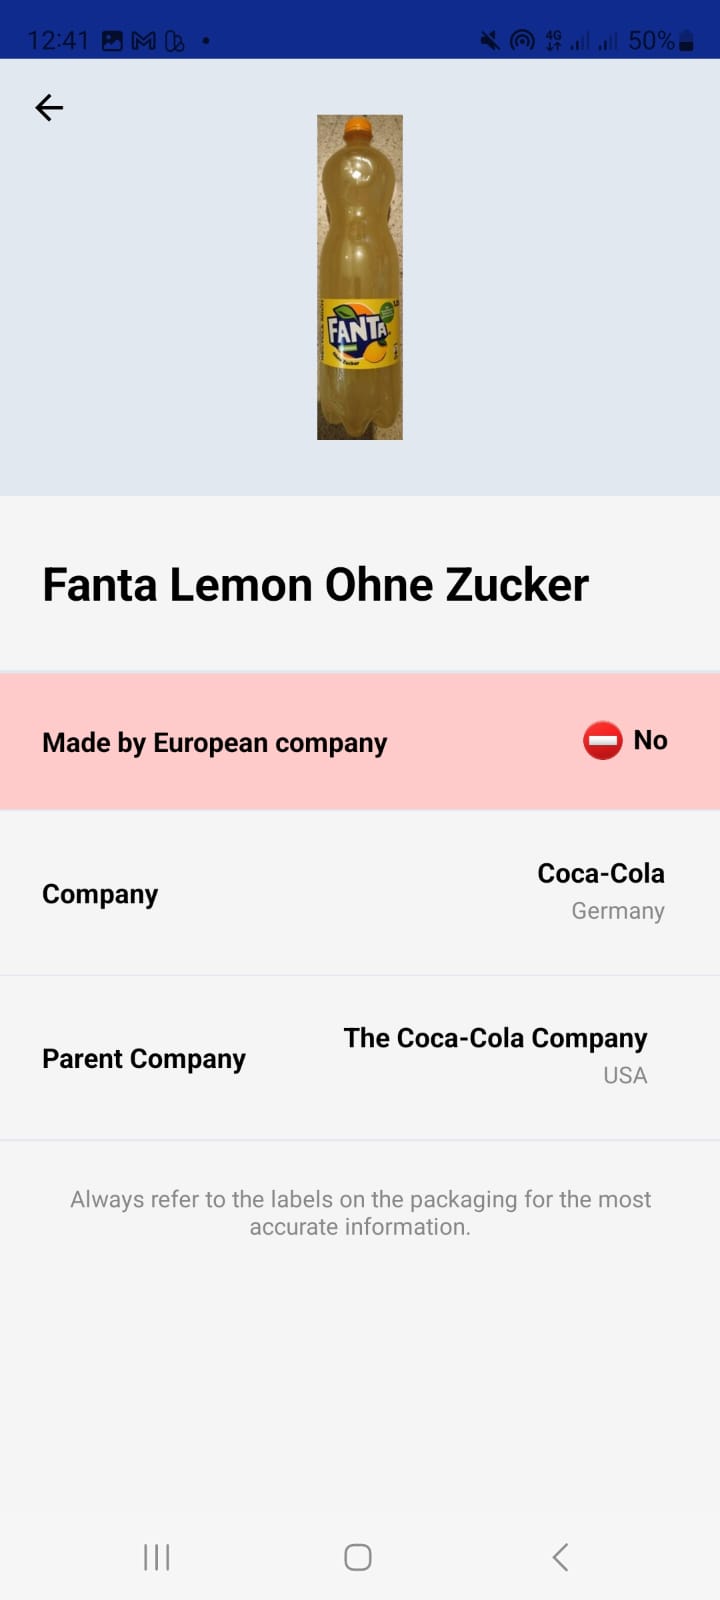 12:41
4G
50%
FANTA
Fanta Lemon Ohne Zucker
Made by European company
No
Company
Coca-Cola
Germany
Parent Company
The Coca-Cola Company
USA
Always refer to the labels on the packaging for the most
accurate information.